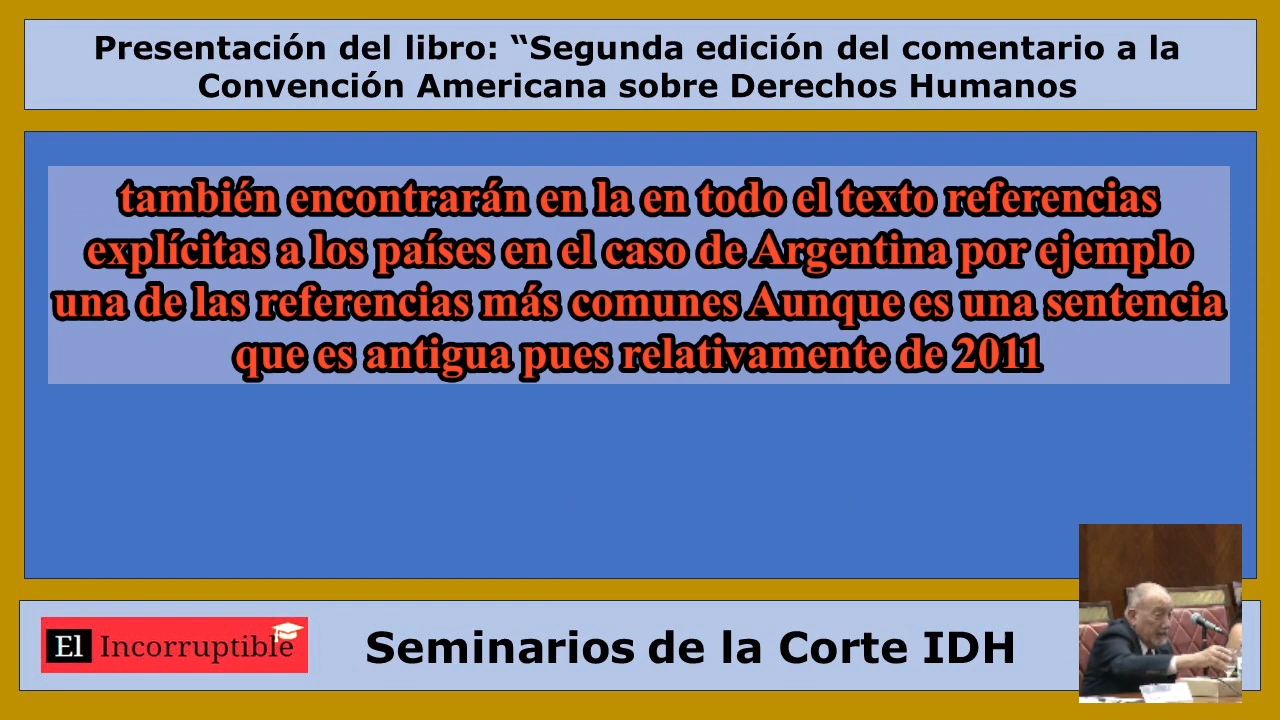 Presentación del libro: “Segunda edición del comentario a la
Convención Americana sobre Derechos Humanos
también encontrarán en la en todo el texto referencias
explícitas a los países en el caso de Argentina por ejemplo
una de las referencias más comunes Aunque es una sentencia
que es antigua pues relativamente de 2011
El Incorruptible
Seminarios de la Corte IDH